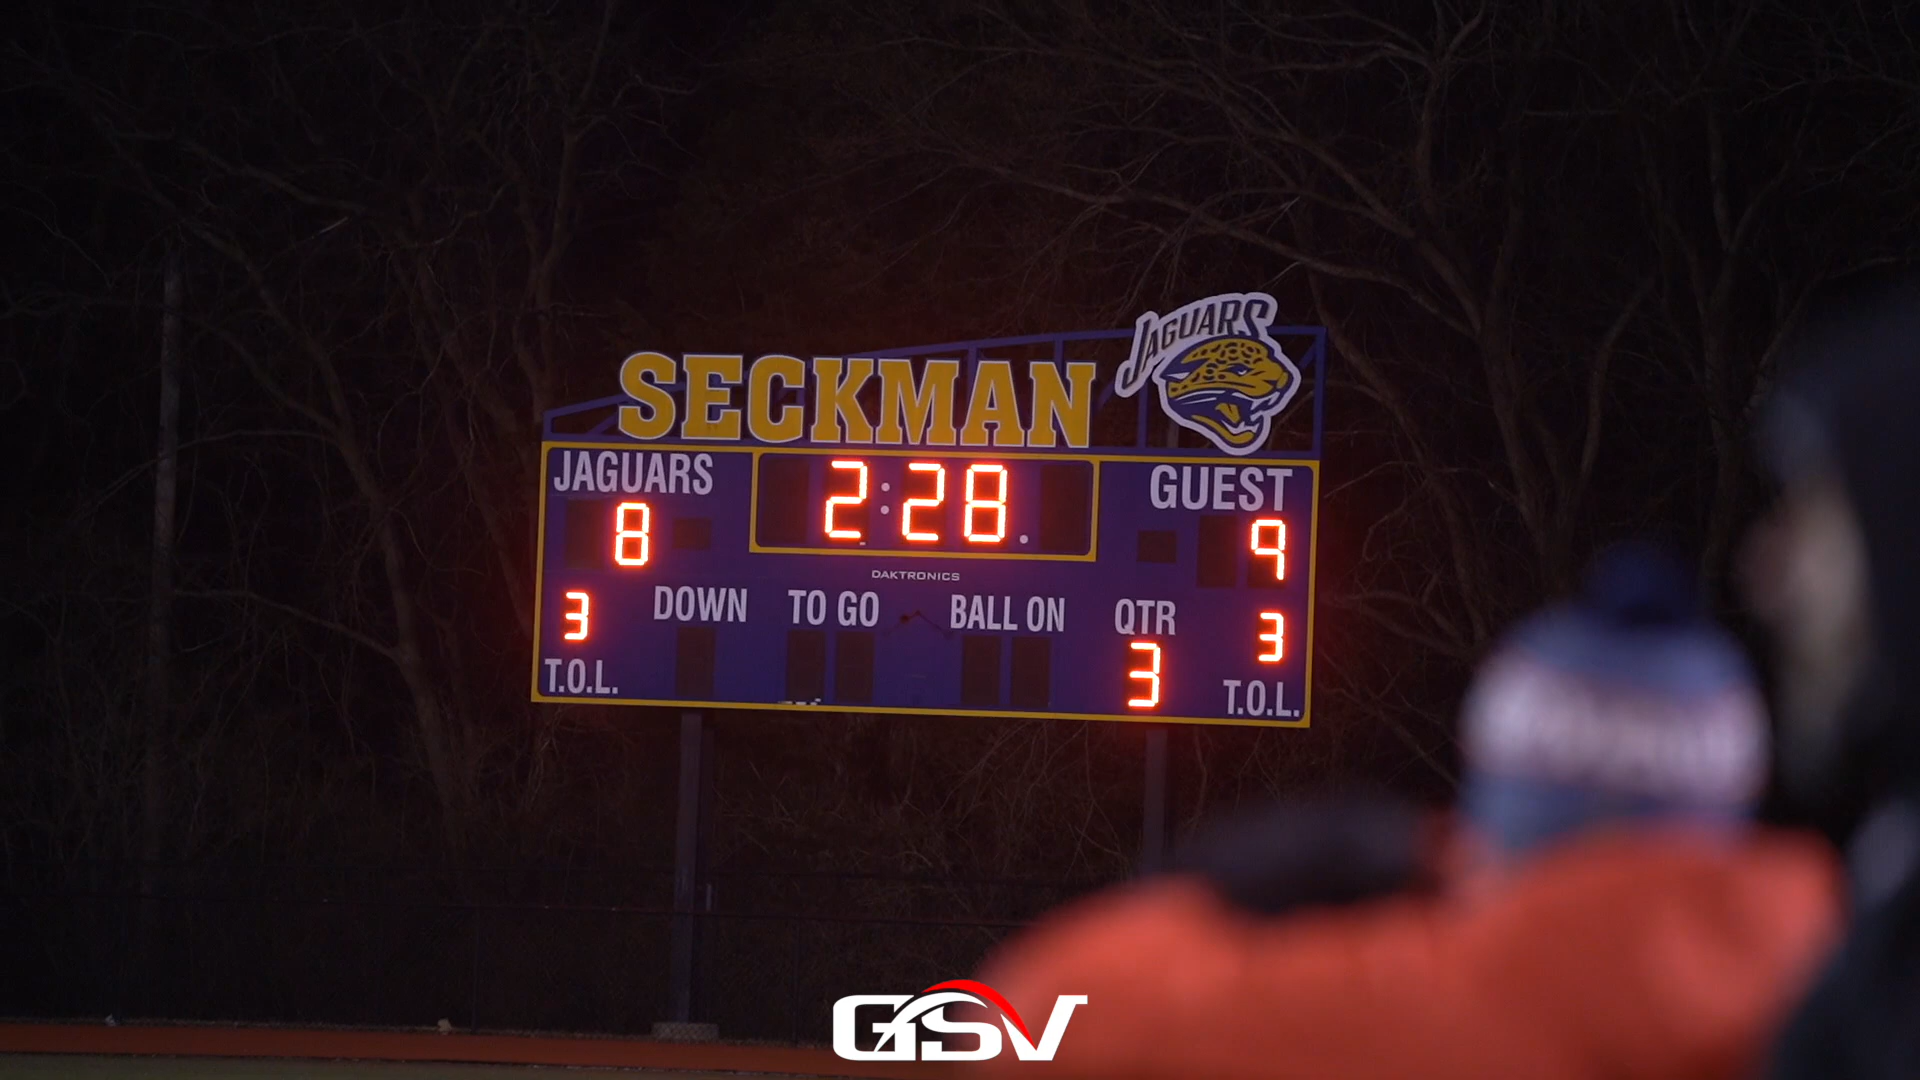 JAGUARS
SECKMAN
JAGUARS
2:28
GUEST
8
9
DAKTRONICS
3
DOWN
TO GO
BALL ON
QTR
3
3
T.O.L.
T.O.L.
GSV